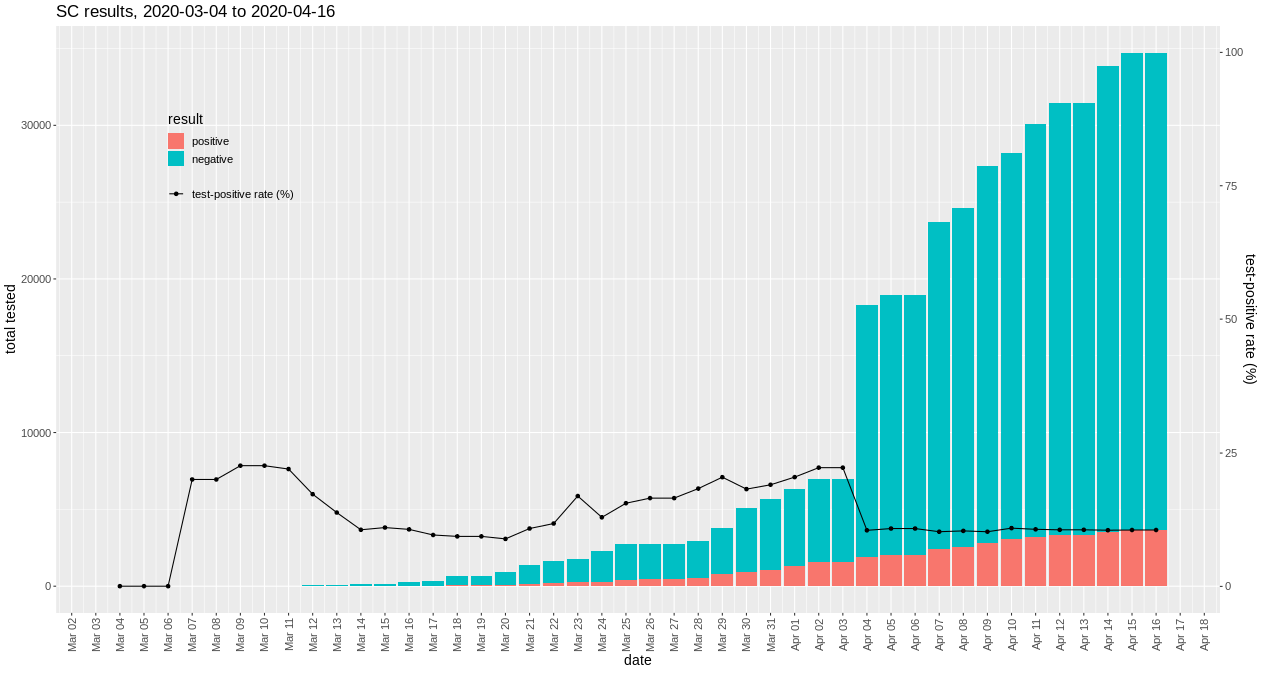 SC results, 2020-03-04 to 2020-04-16
result
positive
negative
test-positive rate (%)
total tested
30000
20000
10000
0
100
75
50
25
0
test-positive rate (%)
Mar 02
Mar 03
Mar 04
Mar 05
Mar 06
Mar 07
Mar 08
Mar 09
Mar 10
Mar 11
Mar 12
Mar 13
Mar 14
Mar 15
Mar 16
Mar 17
Mar 18
Mar 19
Mar 20
Mar 21
Mar 22
Mar 23
Mar 24
Mar 25
Mar 26
Mar 27
Mar 28
Mar 29
Mar 30
Mar 31
Apr 01
Apr 02
Apr 03
Apr 04
Apr 05
Apr 06
Apr 07
Apr 08
Apr 09
Apr 10
Apr 11
Apr 12
Apr 13
Apr 14
Apr 15
Apr 16
Apr 17
Apr 18
date